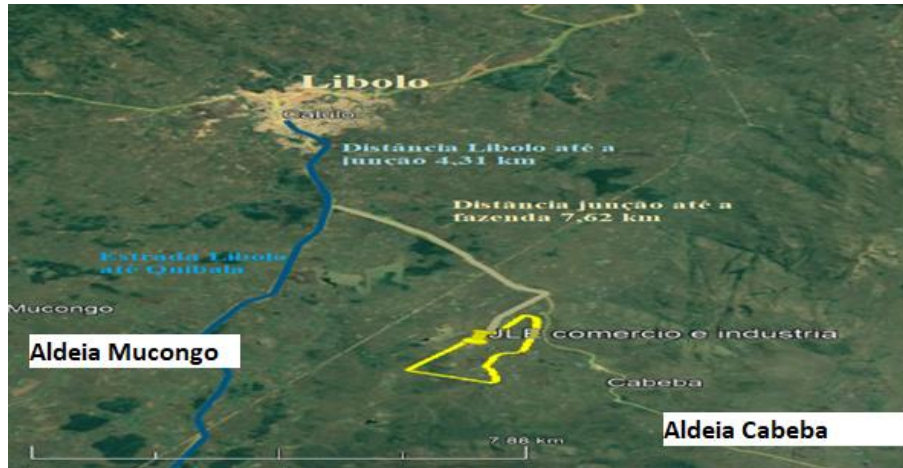 Libolo
Calulo
Distância Libolo até a
junção 4,31 km
Distância junção até a
fazenda 7,62 km
Estrada Libolo
até Quibala
Mucongo
JLE comercio e industria
Aldeia Mucongo
Cabeba
Aldeia Cabeba
7,88 km